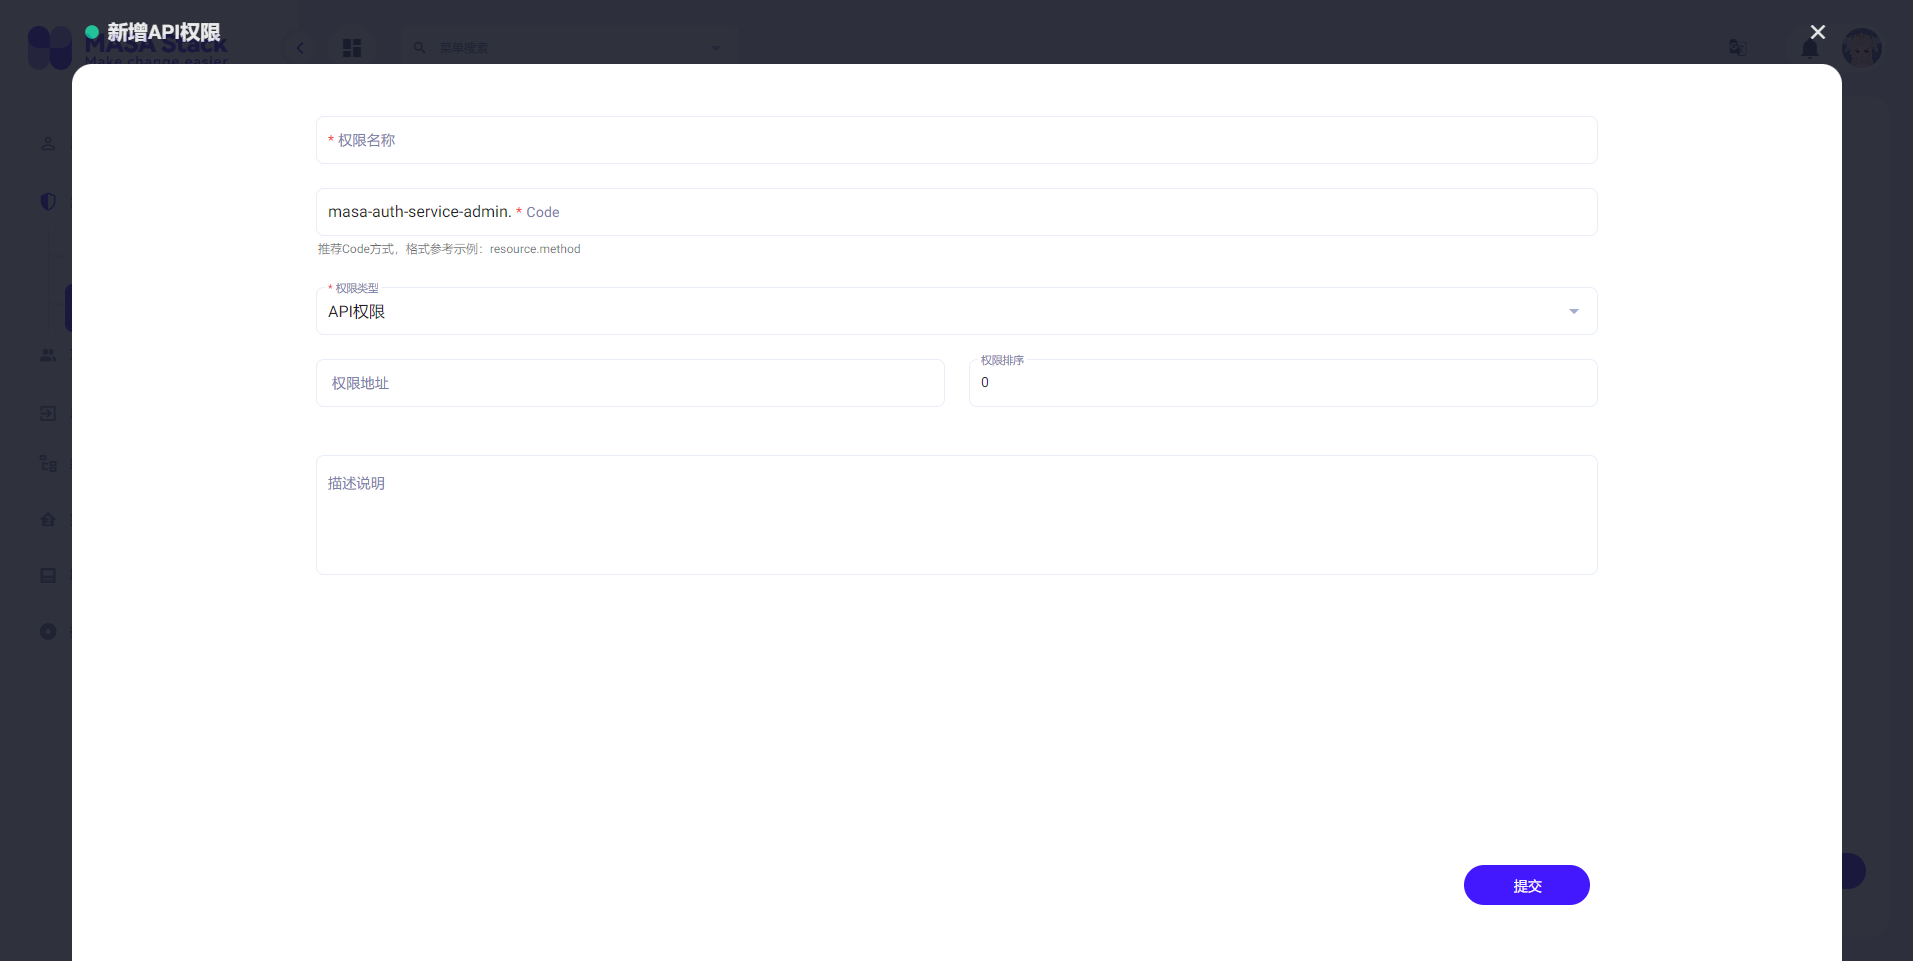 新增API权限
MASA Stack
Make change easier
菜单搜索
* 权限名称
masa-auth-service-admin. * Code
推荐Code方式，格式参考示例：resource.method
* 权限类型
API权限
权限地址
权限排序
0
描述说明
提交